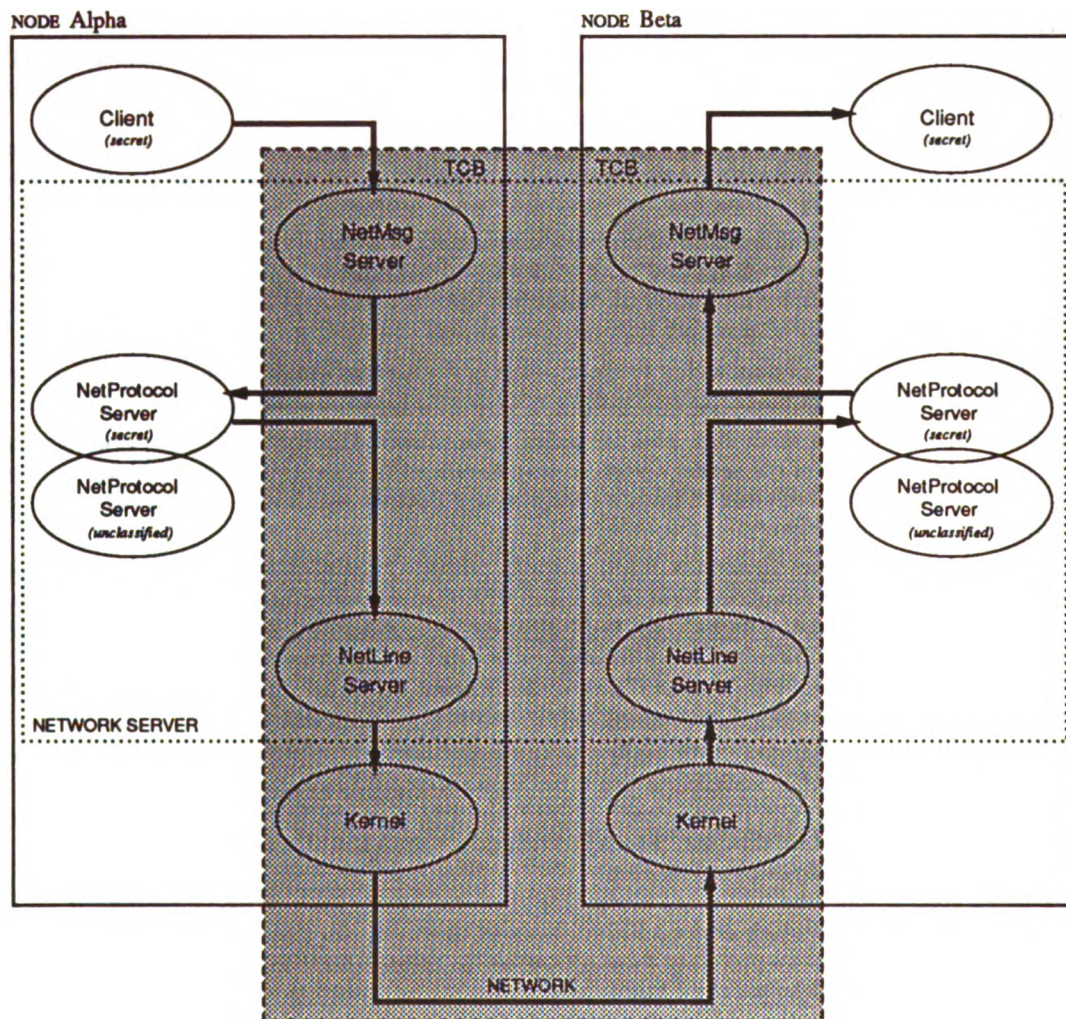 NODE Alpha
NODE Beta
Client
(secret)
Client
(secret)
TCB
TCB
NetMsg
Server
NetMsg
Server
NetProtocol
Server
(secret)
NetProtocol
Server
(secret)
NetProtocol
Server
(unclassified)
NetProtocol
Server
(unclassified)
NetLine
Server
NetLine
Server
NETWORK SERVER
Kernel
Kernel
NETWORK